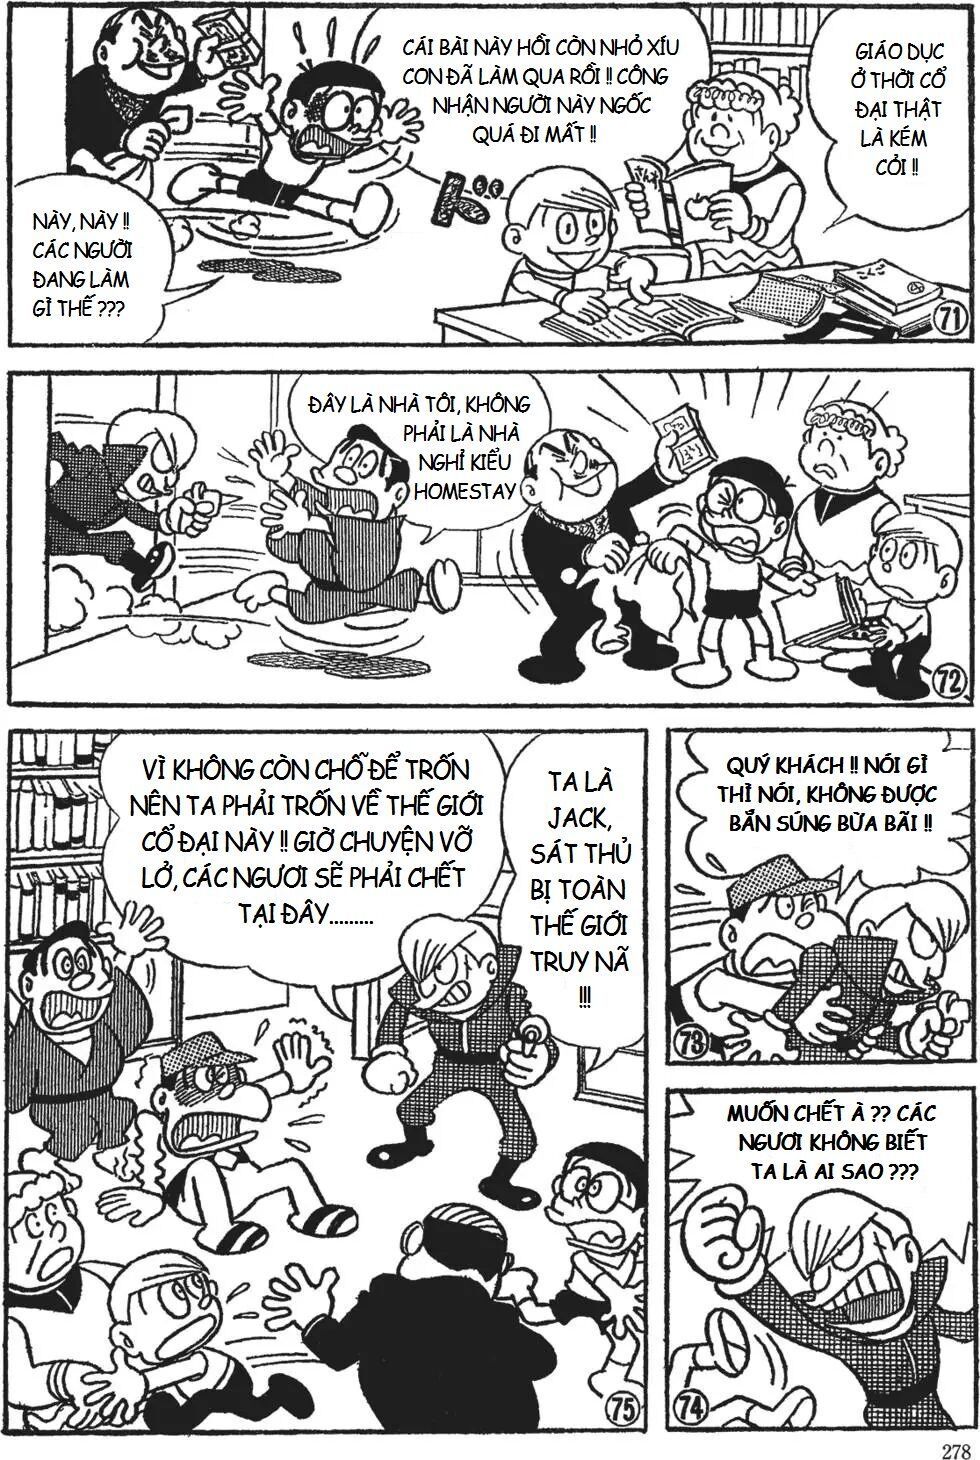 CÁI BÀI NÀY HỒI CÒN NHỎ XÍU
CON ĐÃ LÀM QUA RỒI !! CÔNG
NHẬN NGƯỜI NÀY NGỐC
QUÁ ĐI MẤT !!
GIÁO DỤC
Ở THỜI CỔ
ĐẠI THẬT
LÀ KÉM
CỎI !!
NÀY, NÀY !!
CÁC NGƯỜI
ĐANG LÀM
GÌ THẾ ???
ド
さんすう
71
ĐÂY LÀ NHÀ TÔI, KHÔNG
PHẢI LÀ NHÀ
NGHỈ KIỂU
HOMESTAY
72
QUÝ KHÁCH !! NÓI GÌ
THÌ NÓI, KHÔNG ĐƯỢC
BẮN SÚNG BỪA BÃI !!
73
MUỐN CHẾT À ?? CÁC
NGƯƠI KHÔNG BIẾT
TA LÀ AI SAO ???
74
VÌ KHÔNG CÒN CHỖ ĐỂ TRỐN
NÊN TA PHẢI TRỐN VỀ THẾ GIỚI
CỔ ĐẠI NÀY !! GIỜ CHUYỆN VỠ
LỞ, CÁC NGƯƠI SẼ PHẢI CHẾT
TẠI ĐÂY.........
TA LÀ
JACK,
SÁT THỦ
BỊ TOÀN
THẾ GIỚI
TRUY NÃ
!!!
75
278